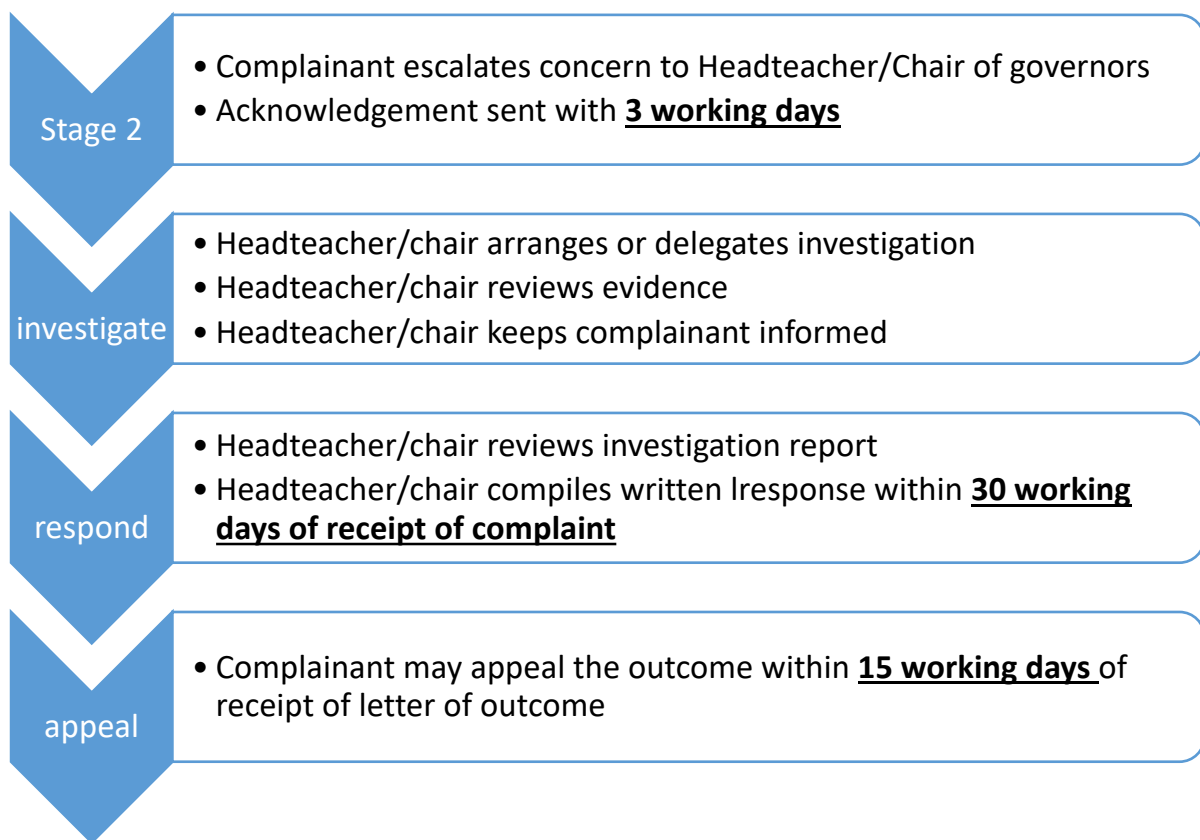 Stage 2
• Complainant escalates concern to Headteacher/Chair of governors
• Acknowledgement sent with 3 working days
investigate
• Headteacher/chair arranges or delegates investigation
• Headteacher/chair reviews evidence
• Headteacher/chair keeps complainant informed
respond
• Headteacher/chair reviews investigation report
• Headteacher/chair compiles written lresponse within 30 working
days of receipt of complaint
appeal
• Complainant may appeal the outcome within 15 working days of
receipt of letter of outcome